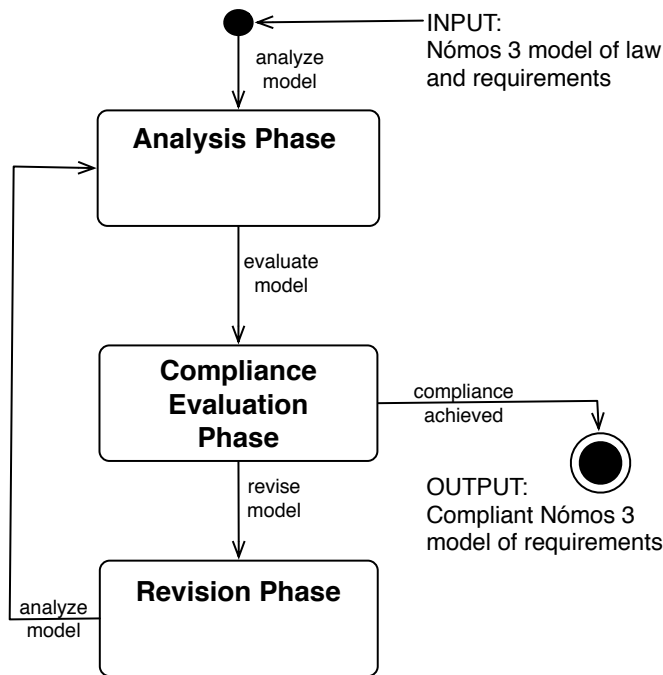 INPUT:
Nómos 3 model of law
and requirements
analyze
model
Analysis Phase
evaluate
model
Compliance
Evaluation
Phase
compliance
achieved
revise
model
OUTPUT:
Compliant Nómos 3
model of requirements
Revision Phase
analyze
model